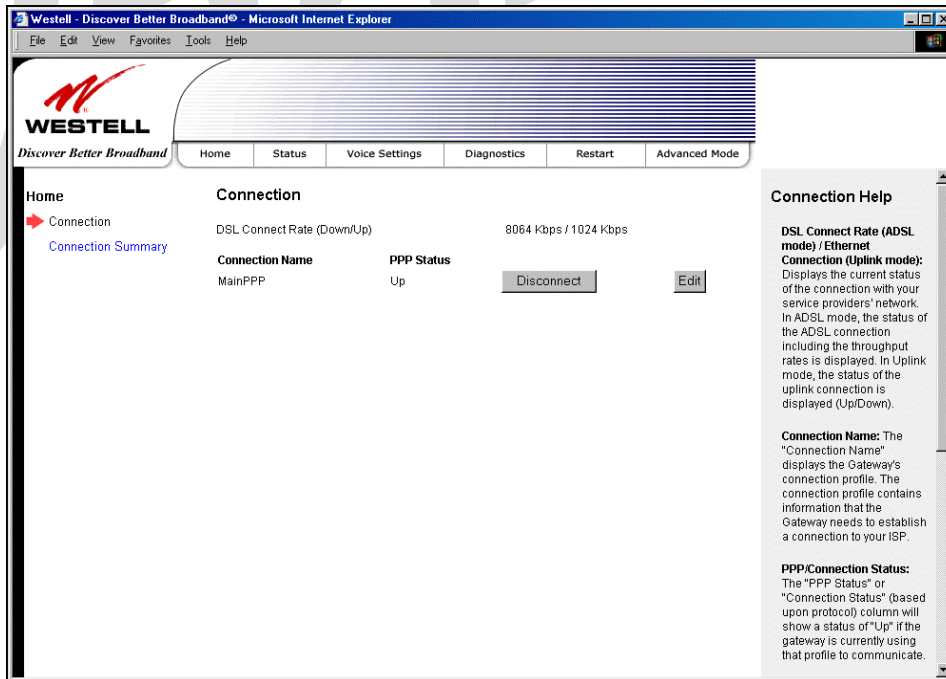 Westell - Discover Better Broadband® - Microsoft Internet Explorer
File Edit View Favorites Tools Help
WESTELL
Discover Better Broadband
Home Status Voice Settings Diagnostics Restart Advanced Mode
Home
Connection
Connection Summary
Connection
DSL Connect Rate (Down/Up) 8064 Kbps / 1024 Kbps
Connection Name PPP Status
MainPPP Up Disconnect Edit
Connection Help
DSL Connect Rate (ADSL
mode) / Ethernet
Connection (Uplink mode):
Displays the current status
of the connection with your
service providers' network.
In ADSL mode, the status of
the ADSL connection
including the throughput
rates is displayed. In Uplink
mode, the status of the
uplink connection is
displayed (Up/Down).
Connection Name: The
"Connection Name"
displays the Gateway's
connection profile. The
connection profile contains
information that the
Gateway needs to establish
a connection to your ISP.
PPP/Connection Status:
The "PPP Status" or
"Connection Status" (based
upon protocol) column will
show a status of "Up" if the
gateway is currently using
that profile to communicate.